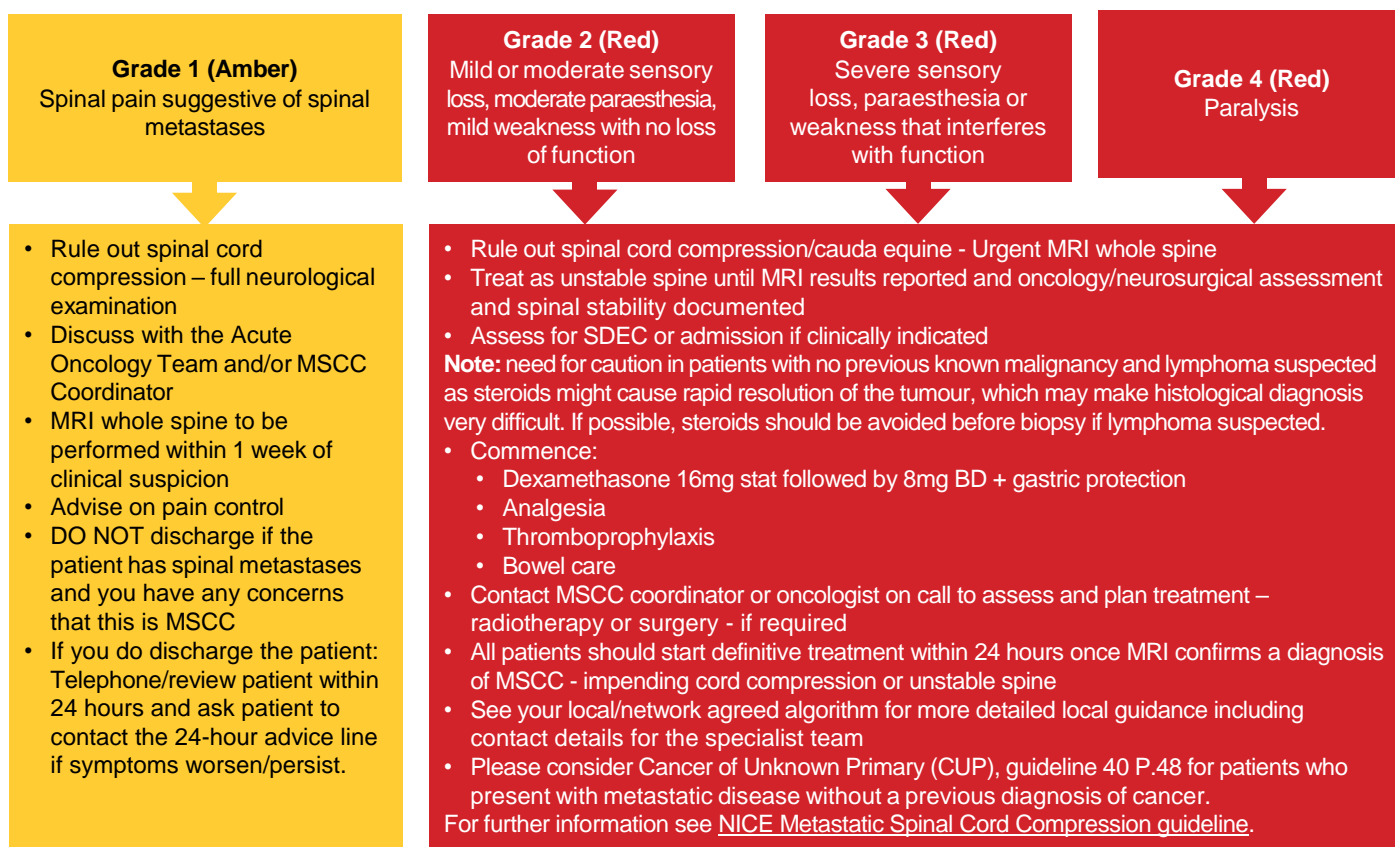 Grade 1 (Amber)
Spinal pain suggestive of spinal
metastases
Grade 2 (Red)
Mild or moderate sensory
loss, moderate paraesthesia,
mild weakness with no loss
of function
Grade 3 (Red)
Severe sensory
loss, paraesthesia or
weakness that interferes
with function
Grade 4 (Red)
Paralysis
• Rule out spinal cord
compression – full neurological
examination
• Discuss with the Acute
Oncology Team and/or MSCC
Coordinator
• MRI whole spine to be
performed within 1 week of
clinical suspicion
• Advise on pain control
• DO NOT discharge if the
patient has spinal metastases
and you have any concerns
that this is MSCC
• If you do discharge the patient:
Telephone/review patient within
24 hours and ask patient to
contact the 24-hour advice line
if symptoms worsen/persist.
• Rule out spinal cord compression/cauda equine - Urgent MRI whole spine
• Treat as unstable spine until MRI results reported and oncology/neurosurgical assessment
and spinal stability documented
• Assess for SDEC or admission if clinically indicated
Note: need for caution in patients with no previous known malignancy and lymphoma suspected
as steroids might cause rapid resolution of the tumour, which may make histological diagnosis
very difficult. If possible, steroids should be avoided before biopsy if lymphoma suspected.
• Commence:
• Dexamethasone 16mg stat followed by 8mg BD + gastric protection
• Analgesia
• Thromboprophylaxis
• Bowel care
• Contact MSCC coordinator or oncologist on call to assess and plan treatment –
radiotherapy or surgery - if required
• All patients should start definitive treatment within 24 hours once MRI confirms a diagnosis
of MSCC - impending cord compression or unstable spine
• See your local/network agreed algorithm for more detailed local guidance including
contact details for the specialist team
• Please consider Cancer of Unknown Primary (CUP), guideline 40 P.48 for patients who
present with metastatic disease without a previous diagnosis of cancer.
For further information see NICE Metastatic Spinal Cord Compression guideline.